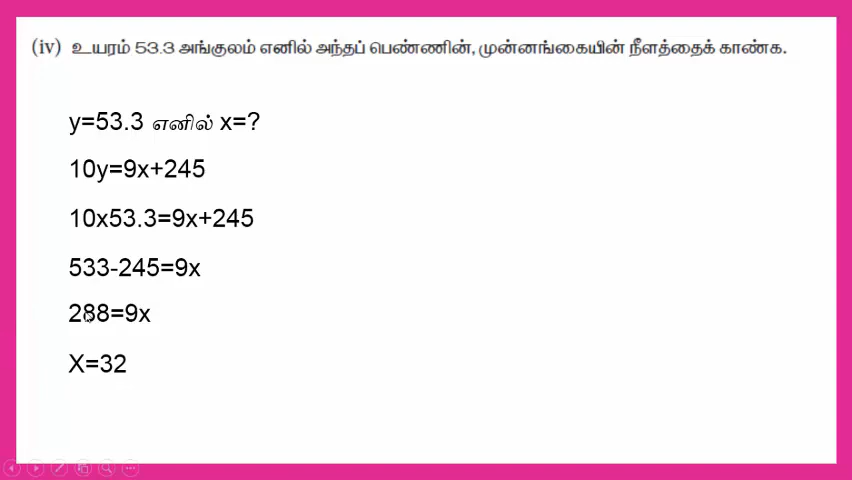 (iv) உயரம் 53.3 அங்குலம் எனில் அந்தப் பெண்ணின், முன்னங்கையின் நீளத்தைக் காண்க.
y=53.3 எனில் x=?
10y=9x+245
10x53.3=9x+245
533-245=9x
288=9x
X=32